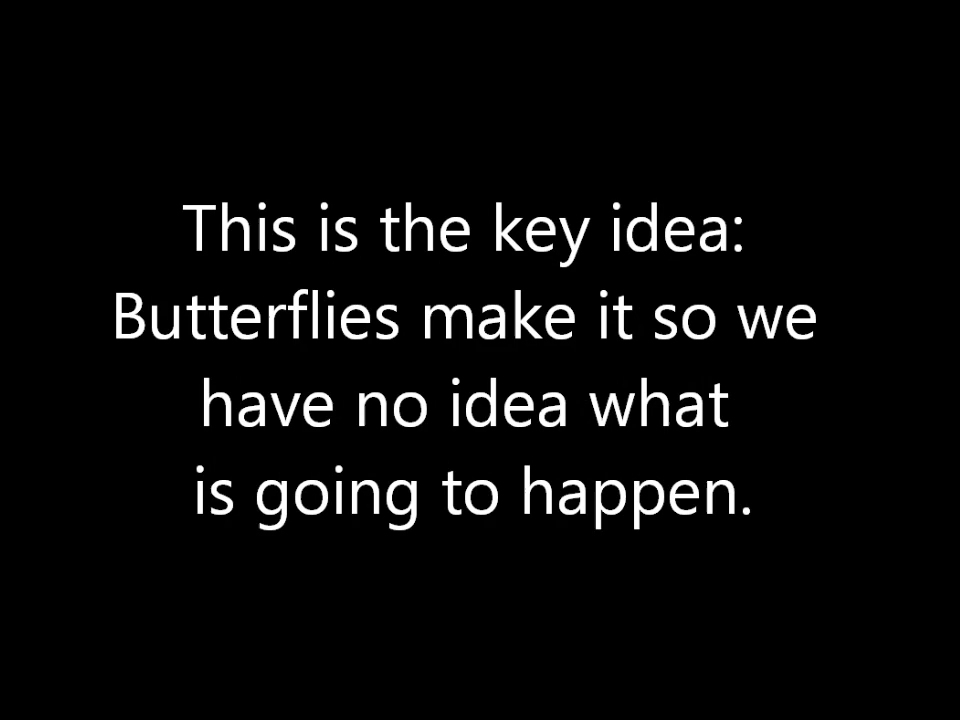 This is the key idea:
Butterflies make it so we
have no idea what
is going to happen.